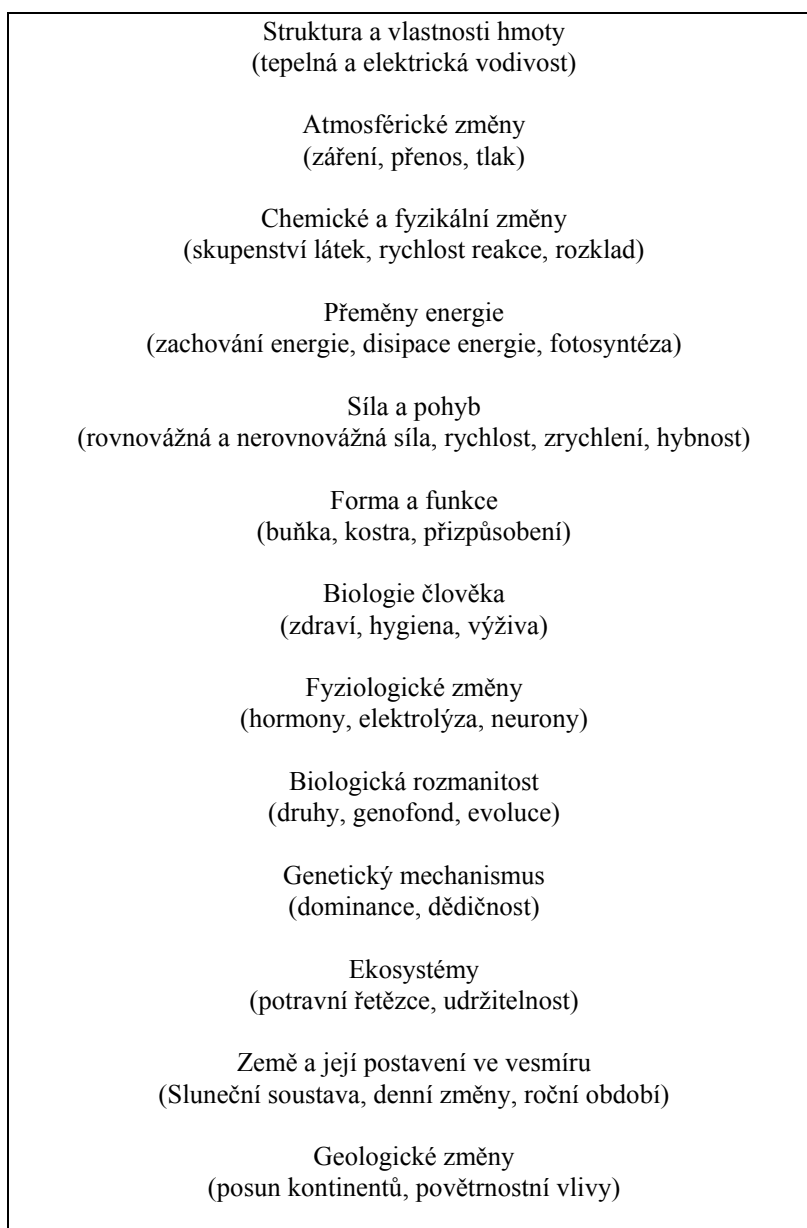 Struktura a vlastnosti hmoty
(tepelná a elektrická vodivost)
Atmosférické změny
(záření, přenos, tlak)
Chemické a fyzikální změny
(skupenství látek, rychlost reakce, rozklad)
Přeměny energie
(zachování energie, disipace energie, fotosyntéza)
Síla a pohyb
(rovnovážná a nerovnovážná síla, rychlost, zrychlení, hybnost)
Forma a funkce
(buňka, kostra, přizpůsobení)
Biologie člověka
(zdraví, hygiena, výživa)
Fyziologické změny
(hormony, elektrolýza, neurony)
Biologická rozmanitost
(druhy, genofond, evoluce)
Genetický mechanismus
(dominance, dědičnost)
Ekosystémy
(potravní řetězce, udržitelnost)
Země a její postavení ve vesmíru
(Sluneční soustava, denní změny, roční období)
Geologické změny
(posun kontinentů, povětrnostní vlivy)